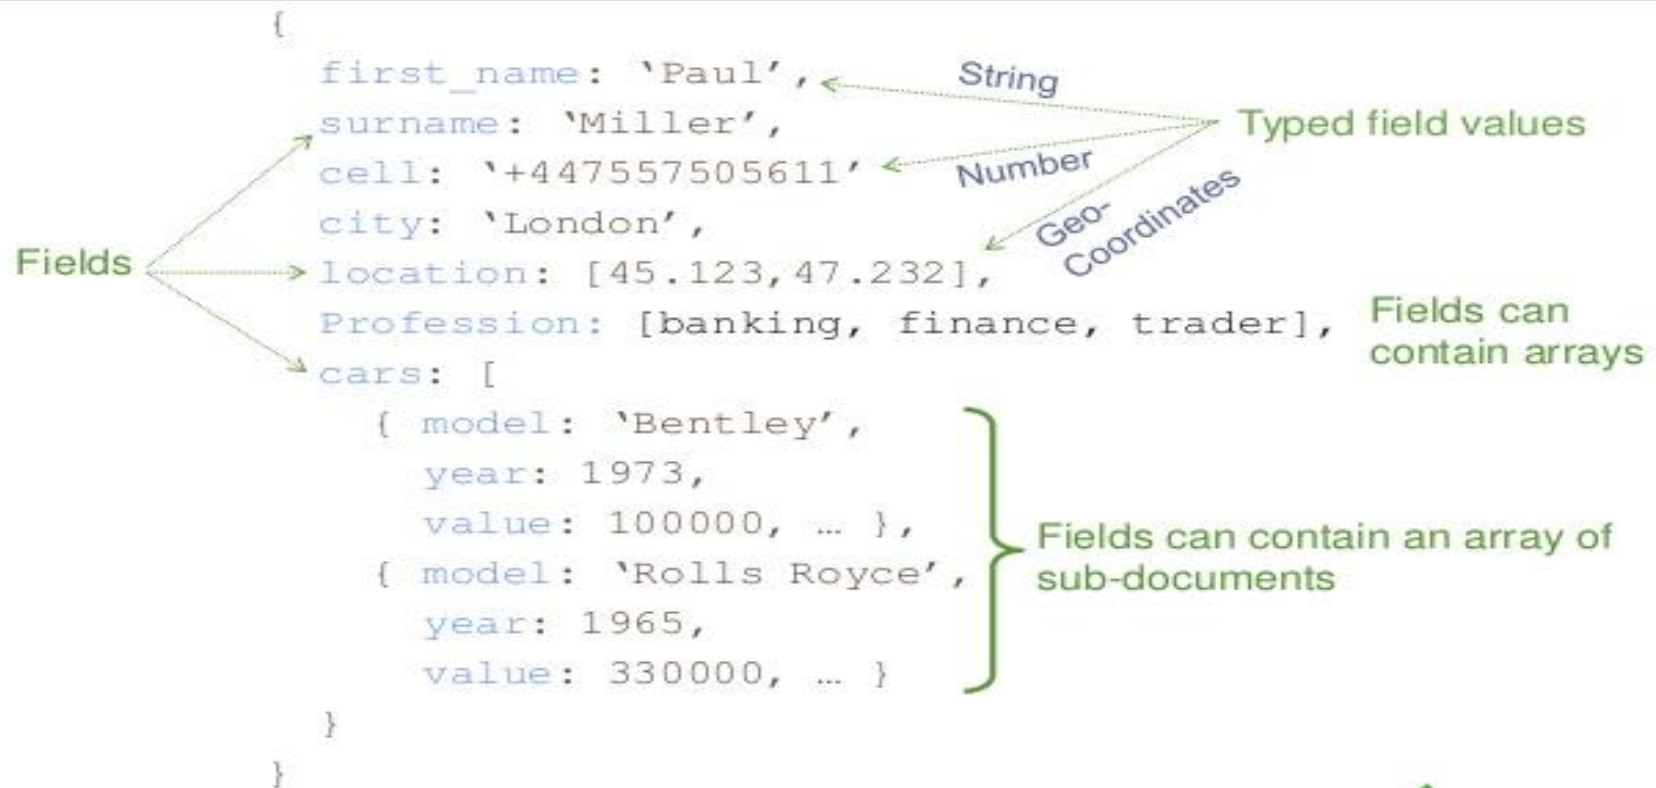 {
first_name: ‵Paul′,
String
surname: ‵Miller′,
Typed field values
cell: ‵+447557505611′
Number
city: ‵London′,
Geo-
Coordinates
Fields
location: [45.123,47.232],
Profession: [banking, finance, trader],
Fields can
contain arrays
cars: [
{ model: ‵Bentley′,
year: 1973,
value: 100000, … },
Fields can contain an array of
sub-documents
{ model: ‵Rolls Royce′,
year: 1965,
value: 330000, … }
}
}